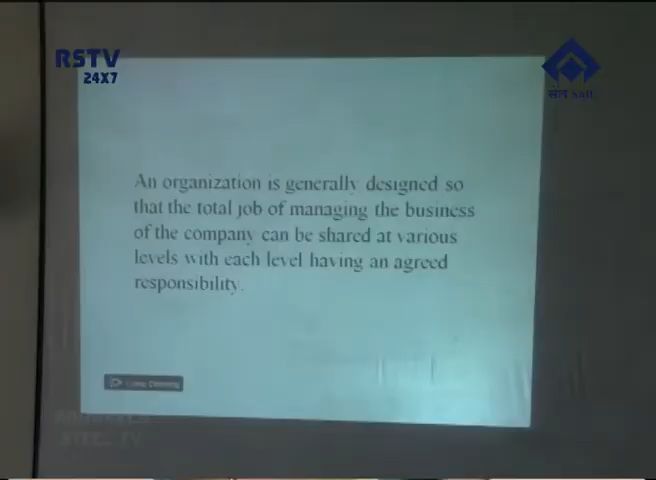 RSTV
24X7
सेल SAIL
An organization is generally designed so
that the total job of managing the business
of the company can be shared at various
levels with each level having an agreed
responsibility.